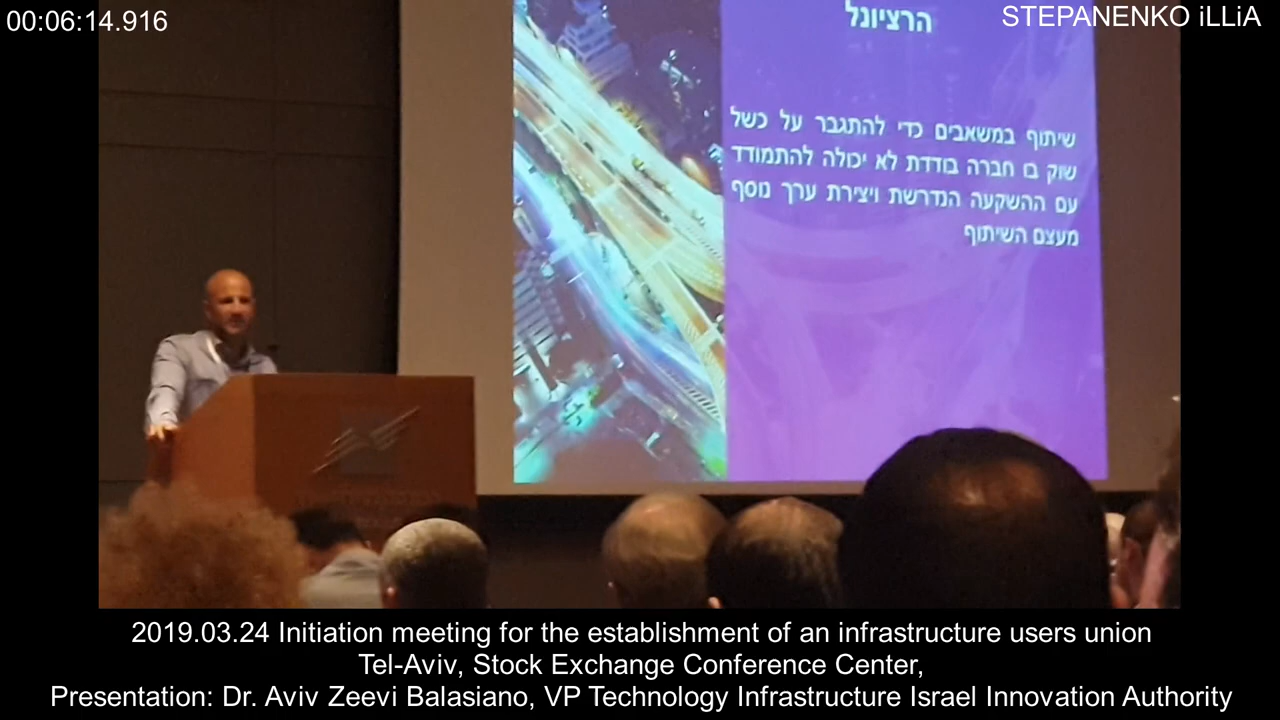 00:06:14.916
STEPANENKO iLLiA
הרציונל
שיתוף במשאבים כדי להתגבר על כשל
שוק בו חברה בודדת לא יכולה להתמודד
עם ההשקעה הנדרשת ויצירת ערך נוסף
מעצם השיתוף
2019.03.24 Initiation meeting for the establishment of an infrastructure users union
Tel-Aviv, Stock Exchange Conference Center,
Presentation: Dr. Aviv Zeevi Balasiano, VP Technology Infrastructure Israel Innovation Authority